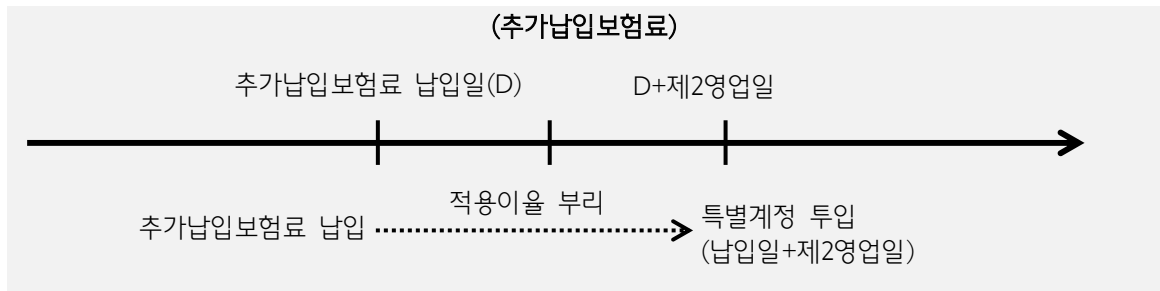 (추가납입보험료)
추가납입보험료 납입일(D)
D+제2영업일
적용이율 부리
추가납입보험료 납입
특별계정 투입
(납입일+제2영업일)